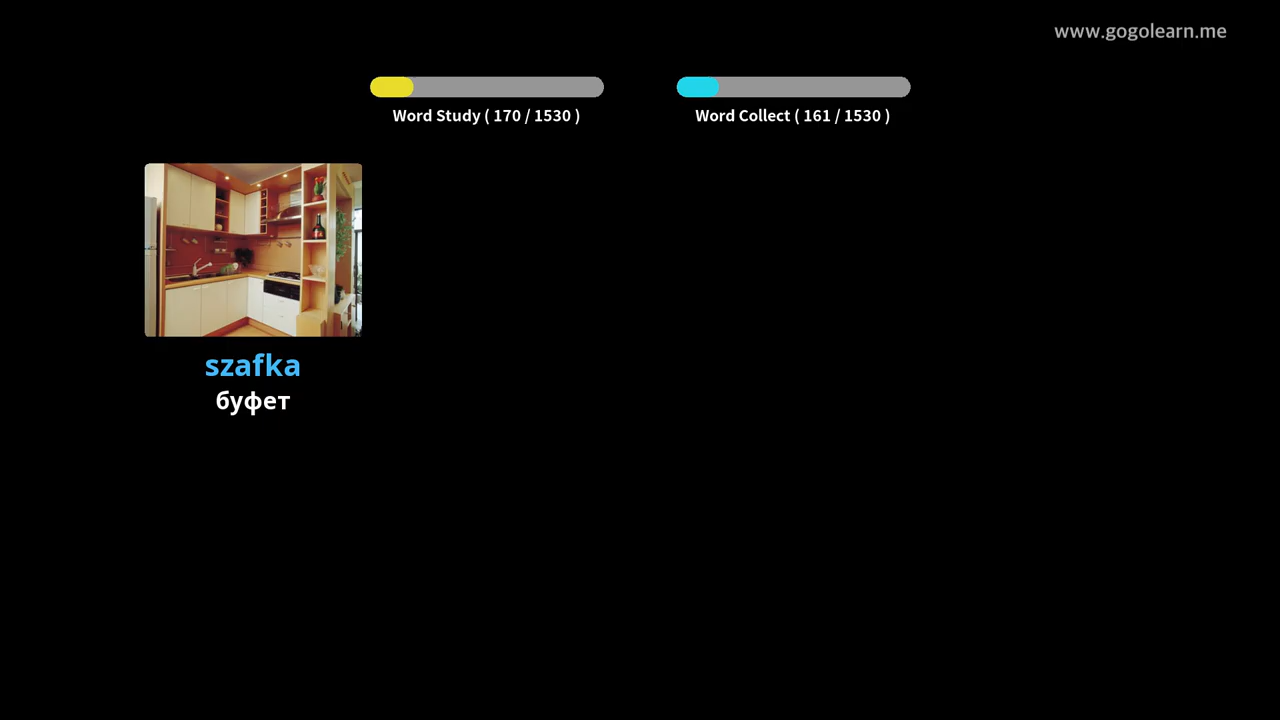 www.gogolearn.me
Word Study ( 170 / 1530 )
Word Collect ( 161 / 1530 )
szafka
буфет